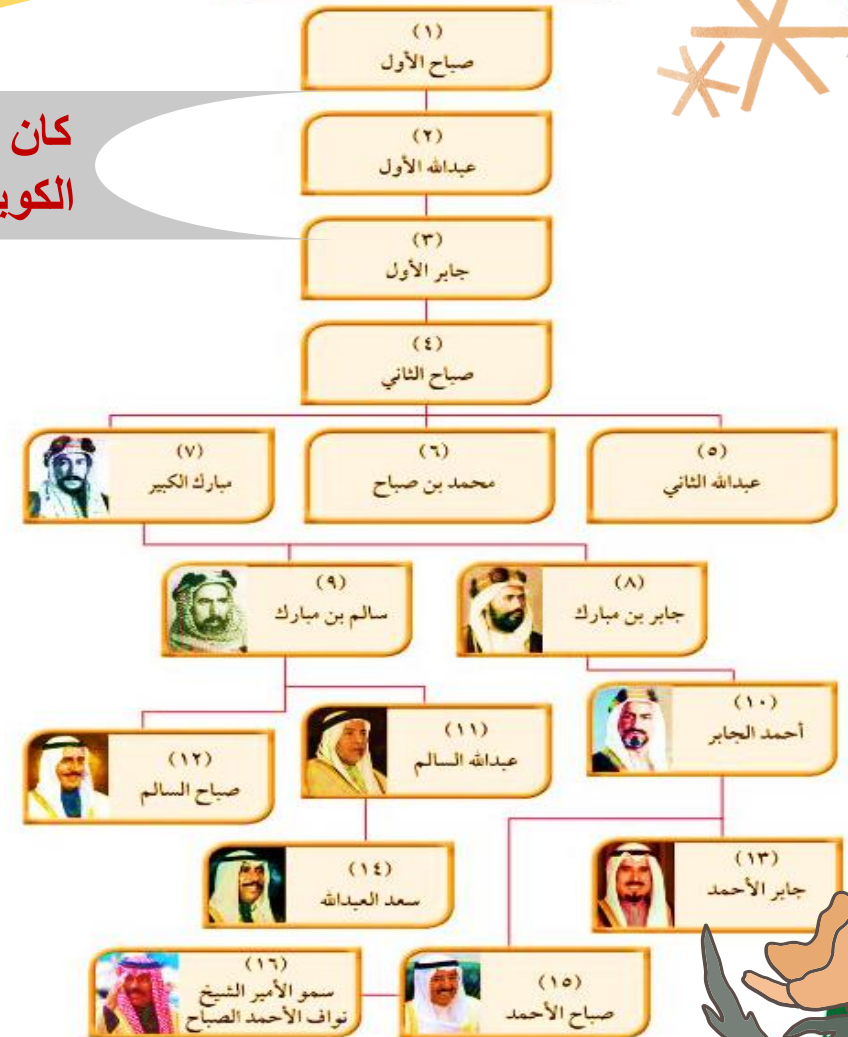 (١)
صباح الأول
كان
الكوي
(٢)
عبدالله الأول
(٣)
جابر الأول
(٤)
صباح الثاني
(٥)
عبدالله الثاني
(٦)
محمد بن صباح
(٧)
مبارك الكبير
(٨)
جابر بن مبارك
(٩)
سالم بن مبارك
(١٠)
أحمد الجابر
(١١)
عبدالله السالم
(١٢)
صباح السالم
(١٣)
جابر الأحمد
(١٤)
سعد العبدالله
(١٥)
صباح الأحمد
(١٦)
سمو الأمير الشيخ
نواف الأحمد الصباح